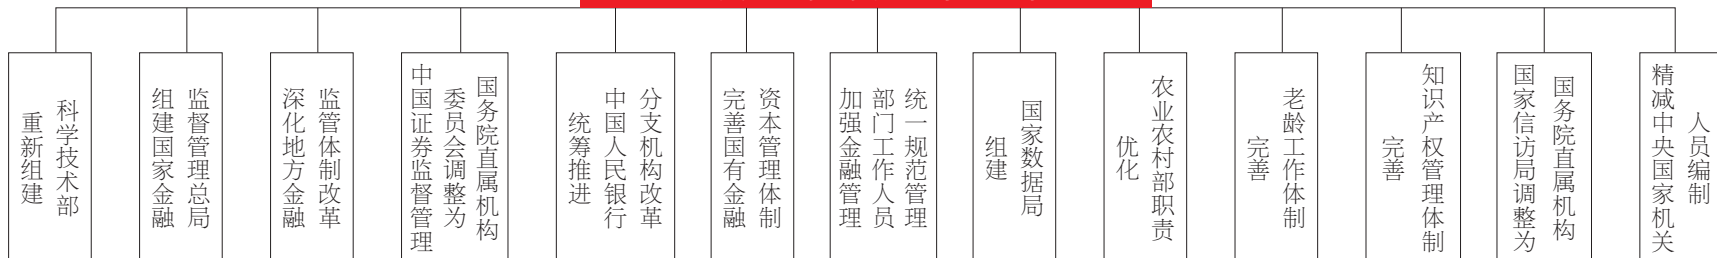 重新组建
科学技术部
组建国家金融
监督管理总局
深化地方金融
监管体制改革
中国证券监督管理
委员会调整为
国务院直属机构
统筹推进
中国人民银行
分支机构改革
完善国有金融
资本管理体制
加强金融管理
部门工作人员
统一规范管理
组建
国家数据局
优化
农业农村部职责
完善
老龄工作体制
完善
知识产权管理体制
国家信访局调整为
国务院直属机构
精减中央国家机关
人员编制